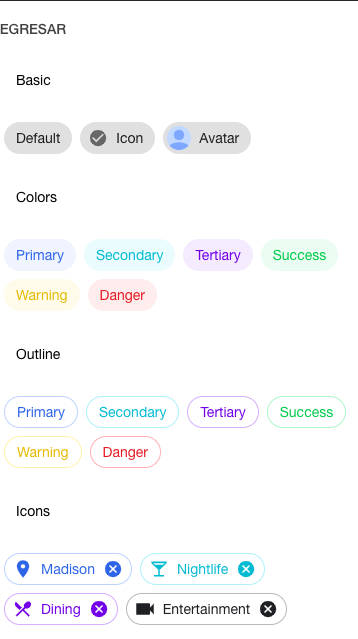 EGRESAR
Basic
Default Icon Avatar
Colors
Primary Secondary Tertiary Success
Warning Danger
Outline
Primary Secondary Tertiary Success
Warning Danger
Icons
Madison Nightlife
Dining Entertainment